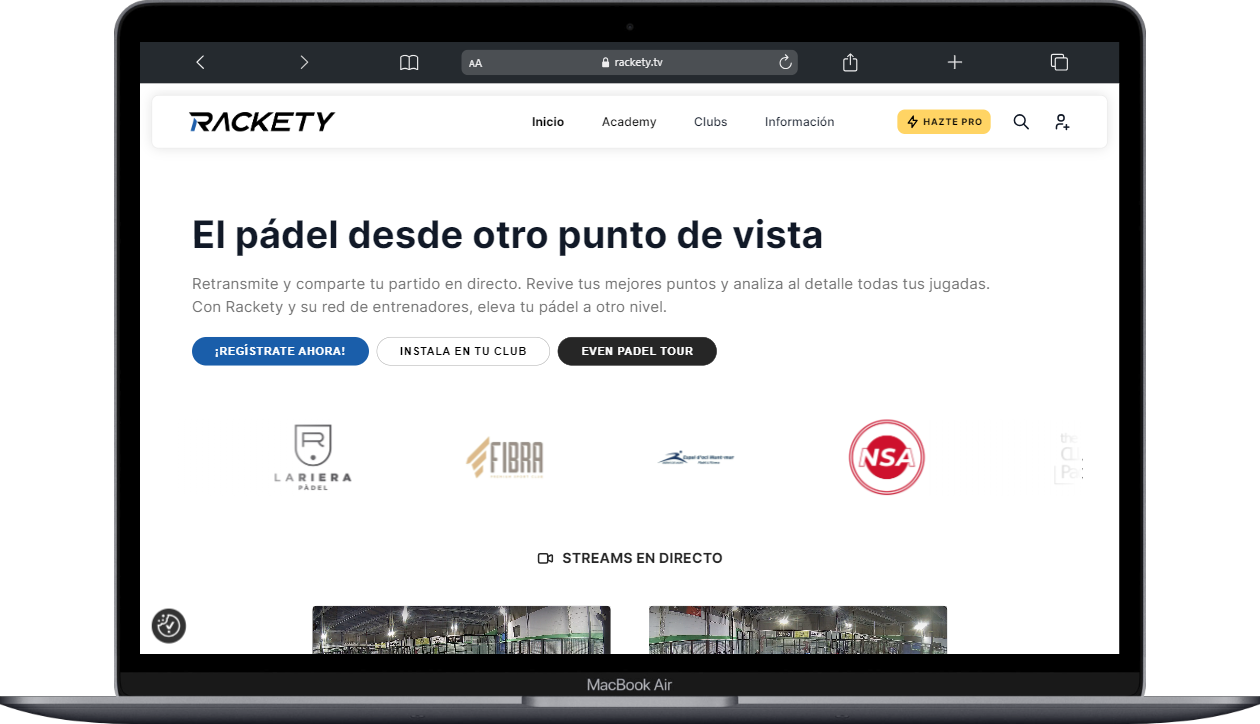 AA
rackety.tv
RACKETY
Inicio
Academy
Clubs
Información
HAZTE PRO
El pádel desde otro punto de vista
Retransmite y comparte tu partido en directo. Revive tus mejores puntos y analiza al detalle todas tus jugadas.
Con Rackety y su red de entrenadores, eleva tu pádel a otro nivel.
¡REGÍSTRATE AHORA!
INSTALA EN TU CLUB
EVEN PADEL TOUR
R
LARIERA
PÀDEL
FIBRA
NSA
the
STREAMS EN DIRECTO
MacBook Air